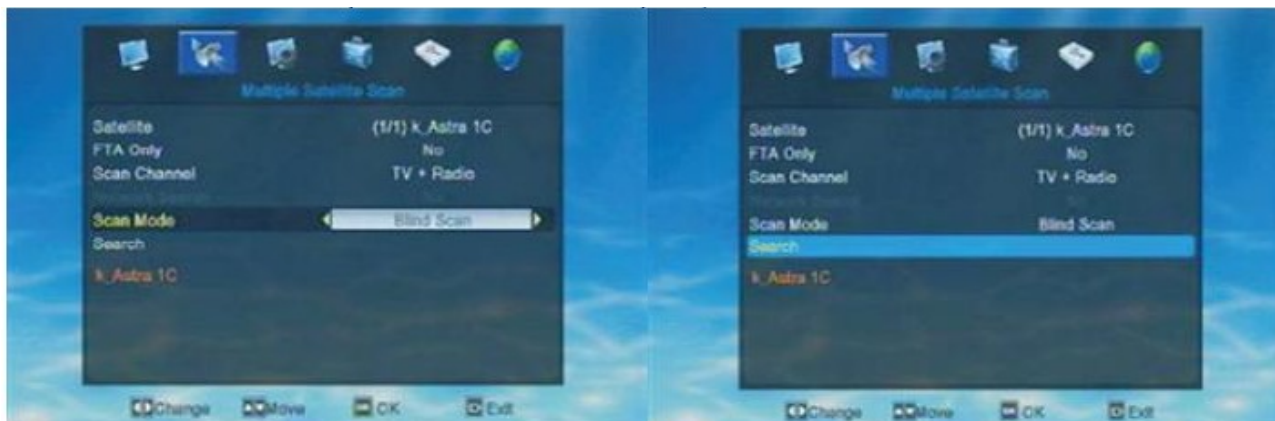 Multiple Satellite Scan
Satellite (1/1) k_Astra 1C
FTA Only No
Scan Channel TV + Radio
Scan Mode Blind Scan
Search
k_Astra 1C
Change Move OK Exit
Multiple Satellite Scan
Satellite (1/1) k_Astra 1C
FTA Only No
Scan Channel TV + Radio
Scan Mode Blind Scan
Search
k_Astra 1C
Change Move OK Exit